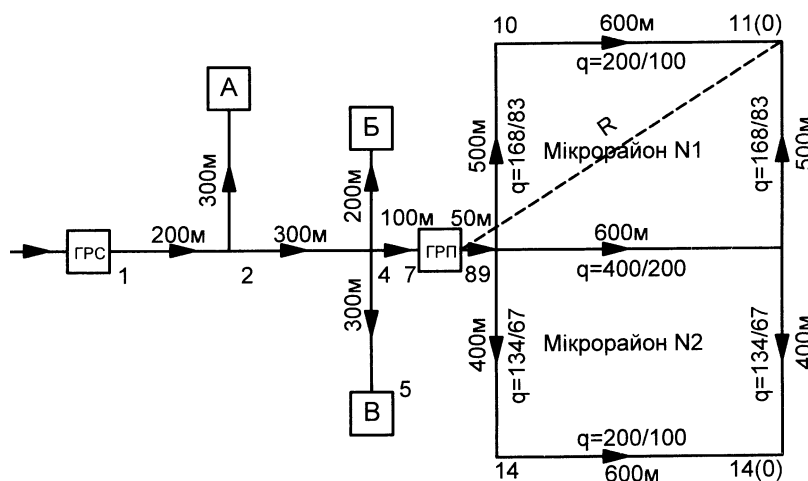 10
600м
11(0)
q=200/100
А
Б
300м
200м
500м
q=168/83
R
Мікрорайон N1
q=168/83
500м
ГРС
200м
300м
100м
ГРП
50м
600м
1
2
4
7
89
q=400/200
300м
400м
q=134/67
Мікрорайон N2
q=134/67
400м
В
5
q=200/100
14
600м
14(0)